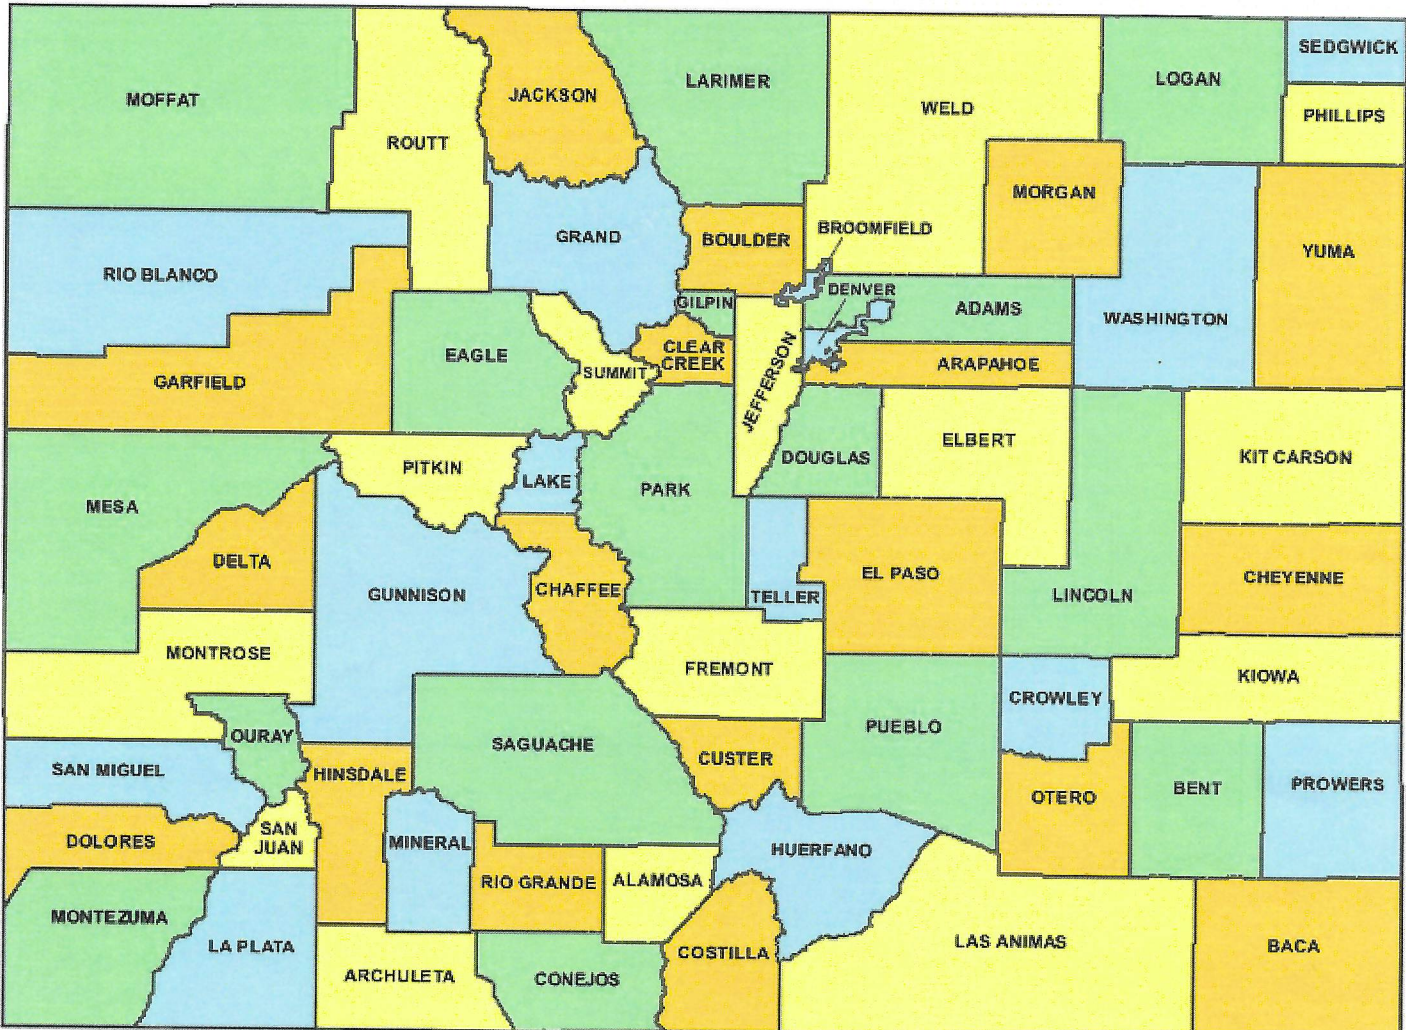 SEDGWICK
LARIMER
LOGAN
MOFFAT
JACKSON
WELD
PHILLIPS
ROUTT
MORGAN
BROOMFIELD
GRAND
BOULDER
YUMA
RIO BLANCO
DENVER
GILPIN
ADAMS
WASHINGTON
EAGLE
CLEAR
CREEK
ARAPAHOE
SUMMIT
GARFIELD
JEFFERSON
ELBERT
DOUGLAS
KIT CARSON
PITKIN
LAKE
PARK
MESA
DELTA
EL PASO
CHEYENNE
CHAFFEE
GUNNISON
TELLER
LINCOLN
MONTROSE
FREMONT
KIOWA
CROWLEY
PUEBLO
OURAY
SAGUACHE
CUSTER
SAN MIGUEL
HINSDALE
PROWERS
BENT
OTERO
SAN
JUAN
DOLORES
MINERAL
HUERFANO
RIO GRANDE
ALAMOSA
MONTEZUMA
LA PLATA
LAS ANIMAS
BACA
COSTILLA
ARCHULETA
CONEJOS